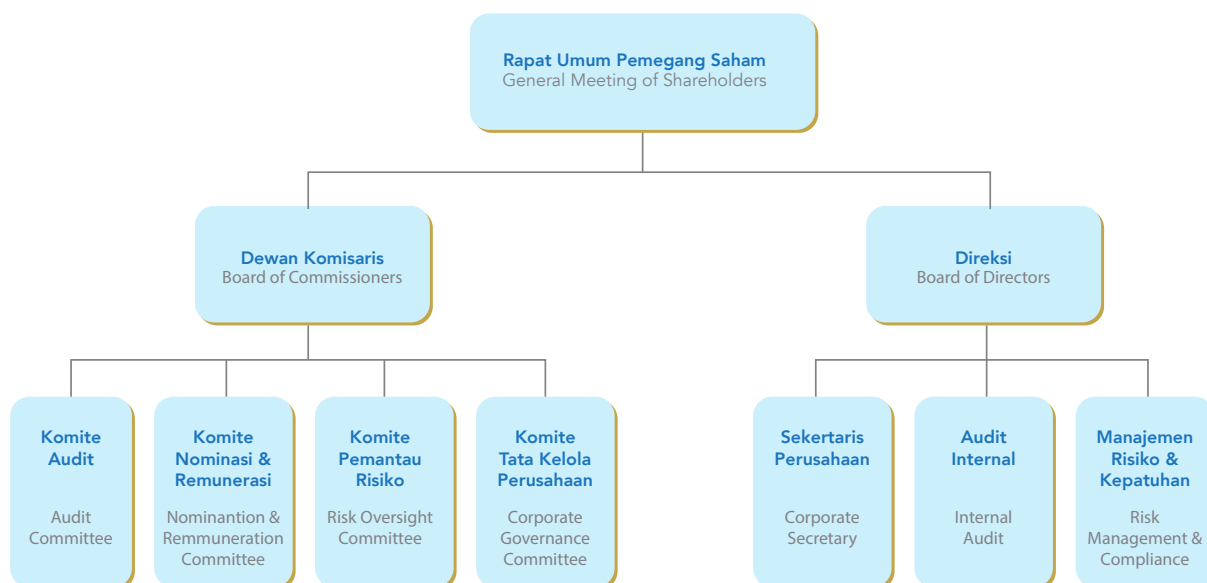 Rapat Umum Pemegang Saham
General Meeting of Shareholders
Dewan Komisaris
Board of Commissioners
Direksi
Board of Directors
Komite
Audit
Audit
Committee
Komite
Nominasi &
Remunerasi
Nominantion &
Remmuneration
Committee
Komite
Pemantau
Risiko
Risk Oversight
Committee
Komite
Tata Kelola
Perusahaan
Corporate
Governance
Committee
Sekertaris
Perusahaan
Corporate
Secretary
Audit
Internal
Internal
Audit
Manajemen
Risiko &
Kepatuhan
Risk
Management &
Compliance